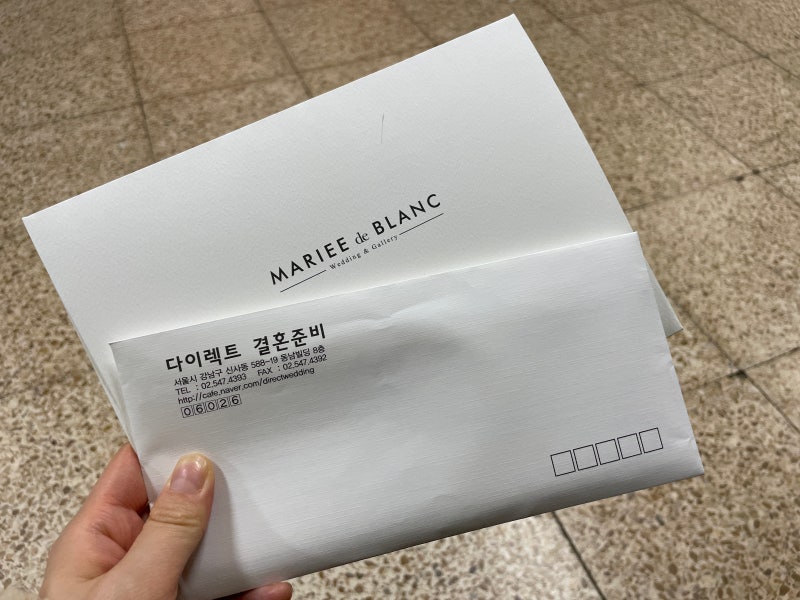 MARIEE de BLANC
Wedding & Gallery
다이렉트 결혼준비
서울시 강남구 신사동 588-19 동남빌딩 8층
TEL : 02.547.4393 FAX : 02.547.4392
http://cafe.naver.com/directwedding
06026